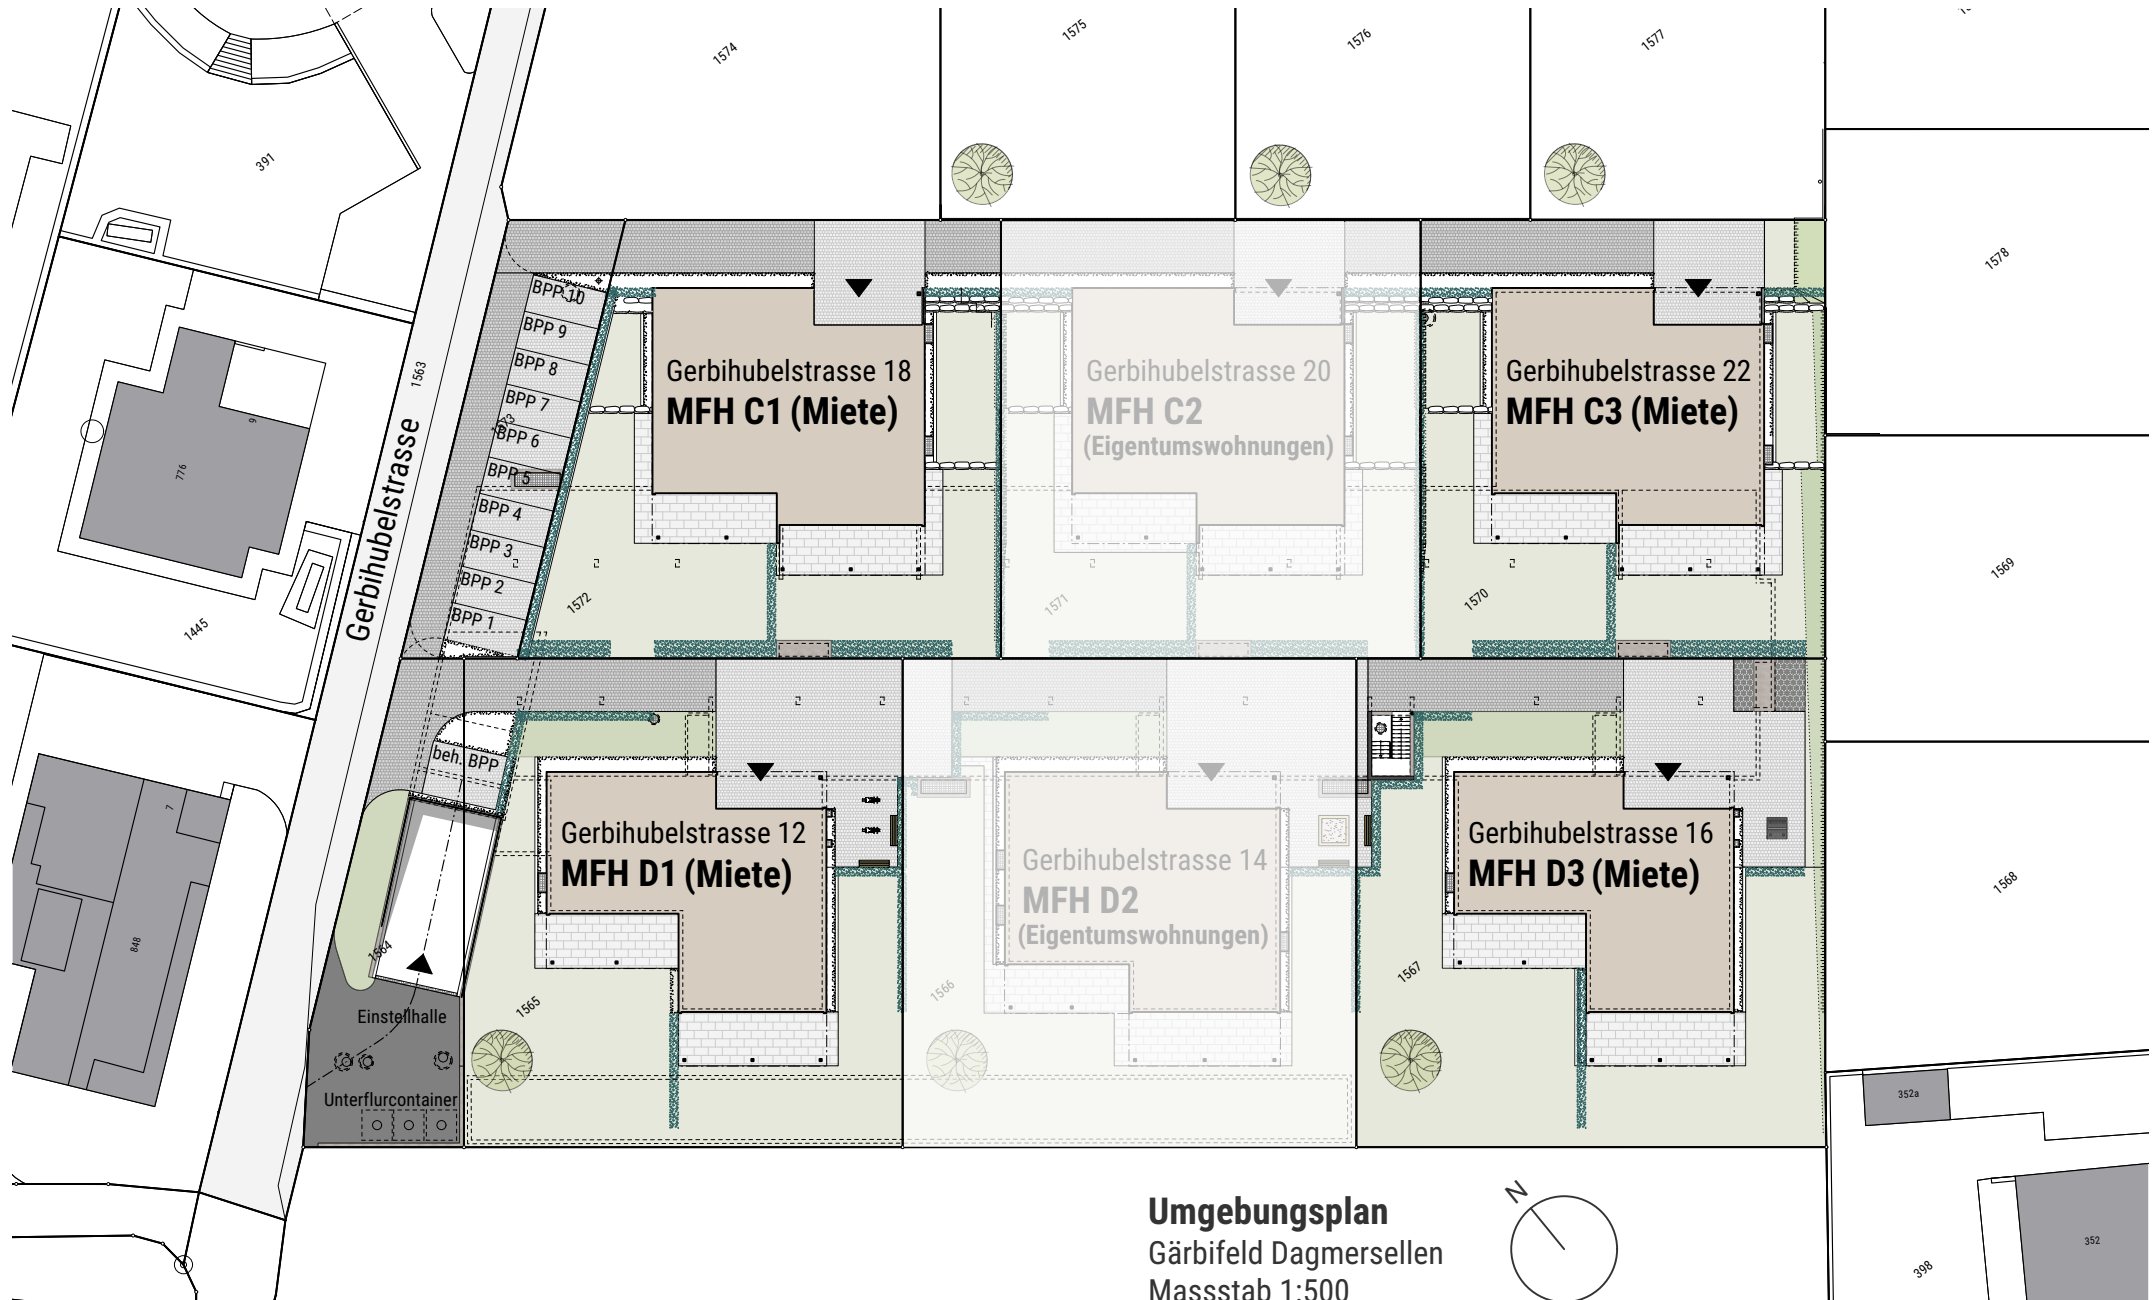 1574
1575
1576
1577
391
1578
BPP 10
BPP 9
BPP 8
BPP 7
BPP 6
BPP 5
BPP 4
BPP 3
BPP 2
BPP 1
1563
Gerbihubelstrasse
Gerbihubelstrasse 18
MFH C1 (Miete)
Gerbihubelstrasse 20
MFH C2
(Eigentumswohnungen)
Gerbihubelstrasse 22
MFH C3 (Miete)
9
776
1445
1572
1571
1570
1569
beh. BPP
7
848
Gerbihubelstrasse 12
MFH D1 (Miete)
Gerbihubelstrasse 14
MFH D2
(Eigentumswohnungen)
Gerbihubelstrasse 16
MFH D3 (Miete)
1568
1564
1565
1566
1567
Einstellhalle
Unterflurcontainer
352a
352
398
N
Umgebungsplan
Gärbifeld Dagmersellen
Massstab 1:500